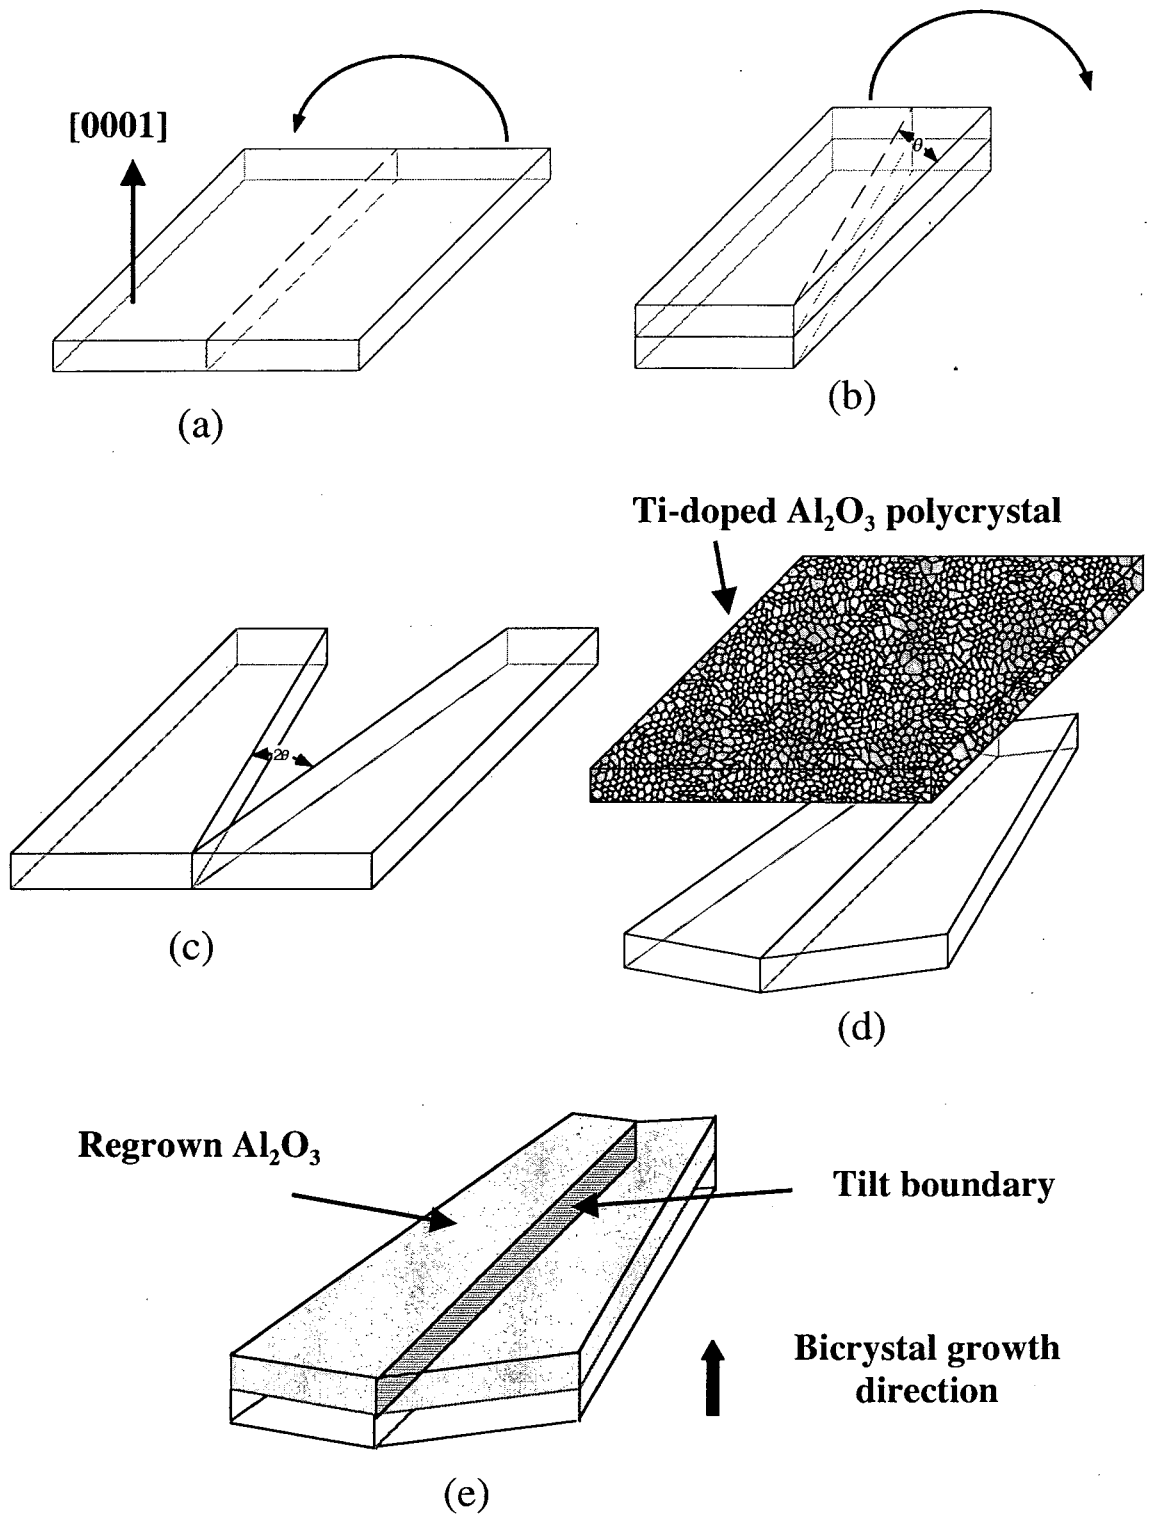 [0001]
θ
(a)
(b)
Ti-doped Al₂O₃ polycrystal
2θ
(c)
(d)
Regrown Al₂O₃
Tilt boundary
Bicrystal growth
direction
(e)